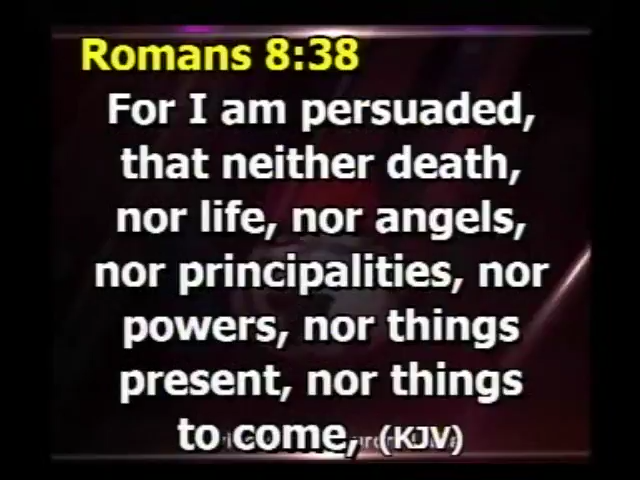 Romans 8:38
For I am persuaded,
that neither death,
nor life, nor angels,
nor principalities, nor
powers, nor things
present, nor things
to come, (KJV)